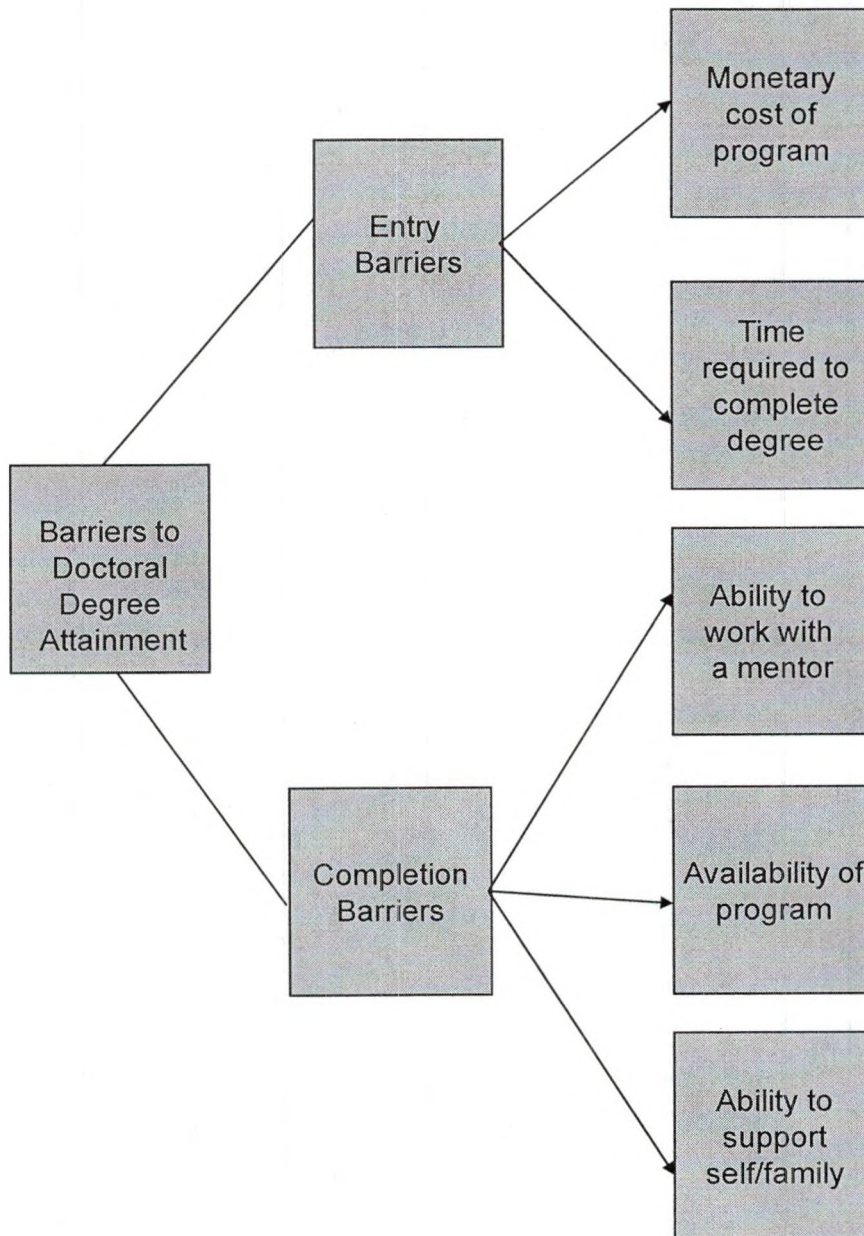 Monetary
cost of
program
Entry
Barriers
Time
required to
complete
degree
Barriers to
Doctoral
Degree
Attainment
Ability to
work with
a mentor
Completion
Barriers
Availability of
program
Ability to
support
self/family